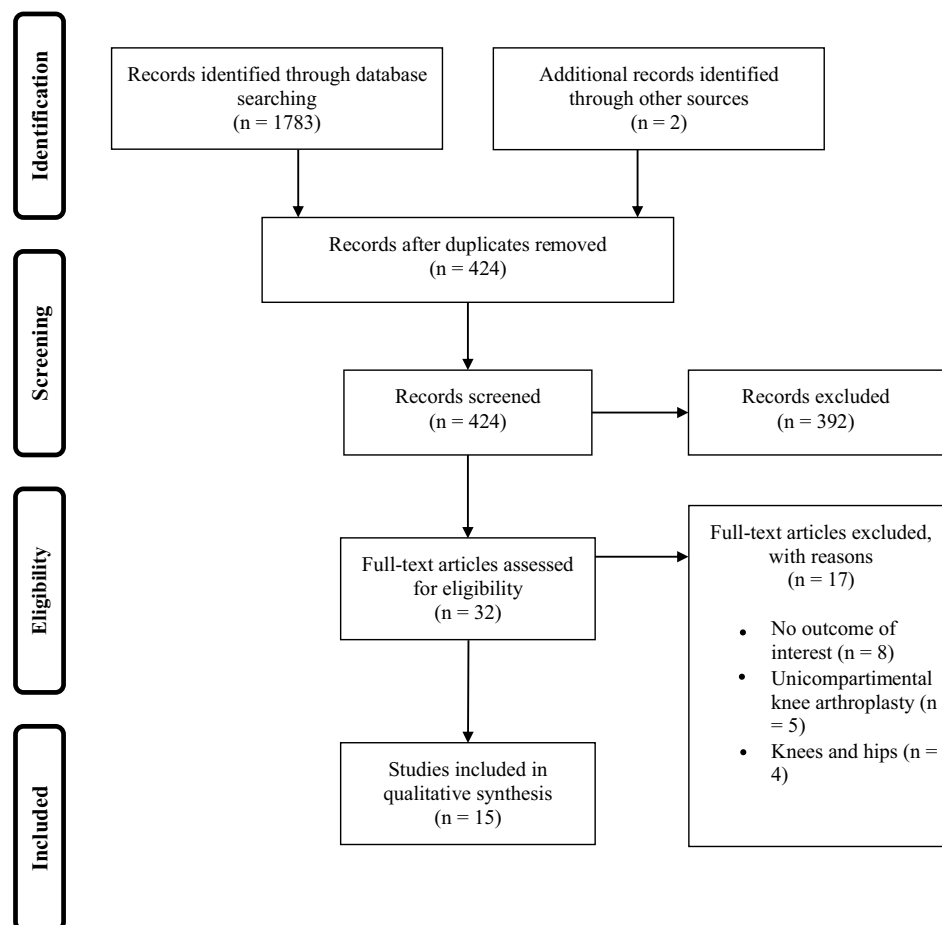 Identification
Records identified through database
searching
(n = 1783)
Additional records identified
through other sources
(n = 2)
Records after duplicates removed
(n = 424)
Screening
Records screened
(n = 424)
Records excluded
(n = 392)
Eligibility
Full-text articles assessed
for eligibility
(n = 32)
Full-text articles excluded,
with reasons
(n = 17)
• No outcome of
interest (n = 8)
• Unicompartimental
knee arthroplasty (n
= 5)
• Knees and hips (n =
4)
Included
Studies included in
qualitative synthesis
(n = 15)